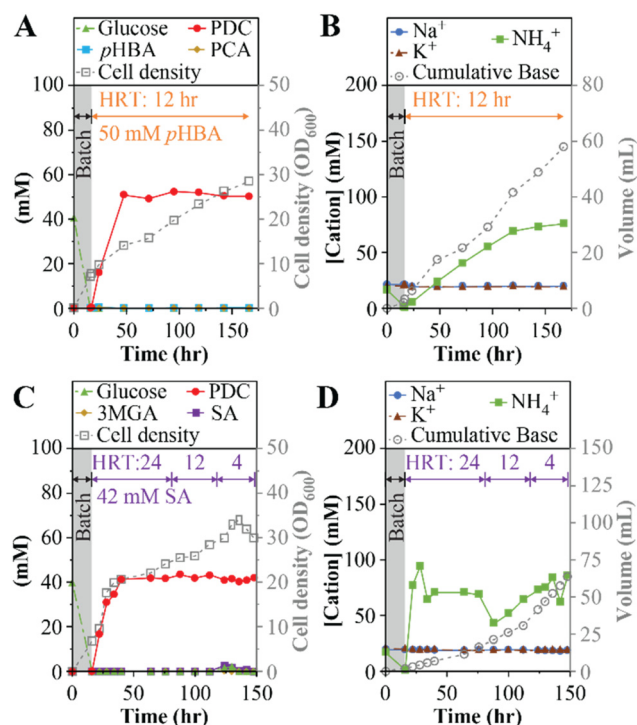 A
Glucose PDC
pHBA PCA
Cell density
100
80
60
40
20
0
(mM)
50
40
30
20
10
0
Cell density (OD600)
Batch
HRT: 12 hr
50 mM pHBA
0 50 100 150
Time (hr)
B
Na+ NH4+
K+
Cumulative Base
200
150
100
50
0
[Cation] (mM)
80
60
40
20
0
Volume (mL)
Batch
HRT: 12 hr
0 50 100 150
Time (hr)
C
Glucose PDC
3MGA SA
Cell density
100
80
60
40
20
0
(mM)
50
40
30
20
10
0
Cell density (OD600)
Batch
HRT:24 12 4
42 mM SA
0 50 100 150
Time (hr)
D
Na+ NH4+
K+
Cumulative Base
200
150
100
50
0
[Cation] (mM)
150
125
100
75
50
25
0
Volume (mL)
Batch
HRT: 24 12 4
0 50 100 150
Time (hr)